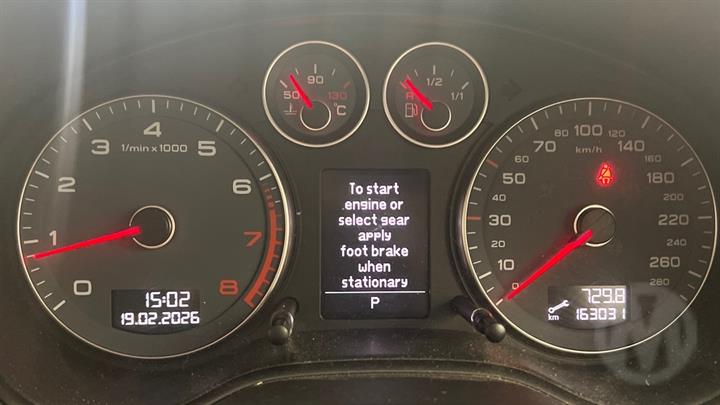 50 90 130
°C
R 1/2 1/1
1/min x 1000
0 1 2 3 4 5 6 7 8
15:02
19.02.2026
To start
engine or
select gear
apply
foot brake
when
stationary
P
km/h
0 10 30 50 70 100 140 180 220 260
60 80 120 160 200 240 280
729.8
km 163031